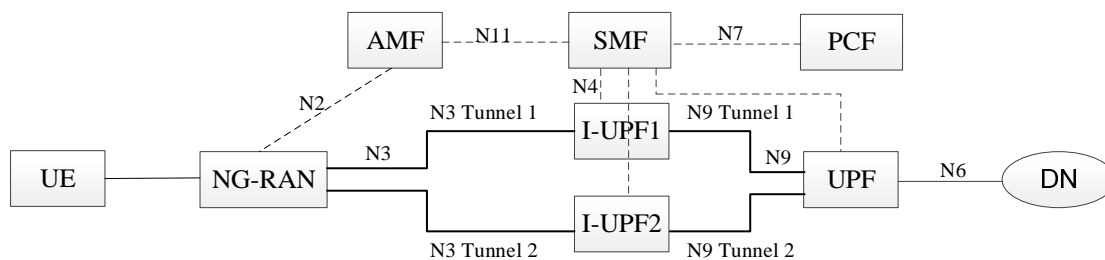 AMF
N11
SMF
N7
PCF
N2
N4
N3 Tunnel 1
I-UPF1
N9 Tunnel 1
UE
NG-RAN
N3
N9
UPF
N6
DN
I-UPF2
N3 Tunnel 2
N9 Tunnel 2